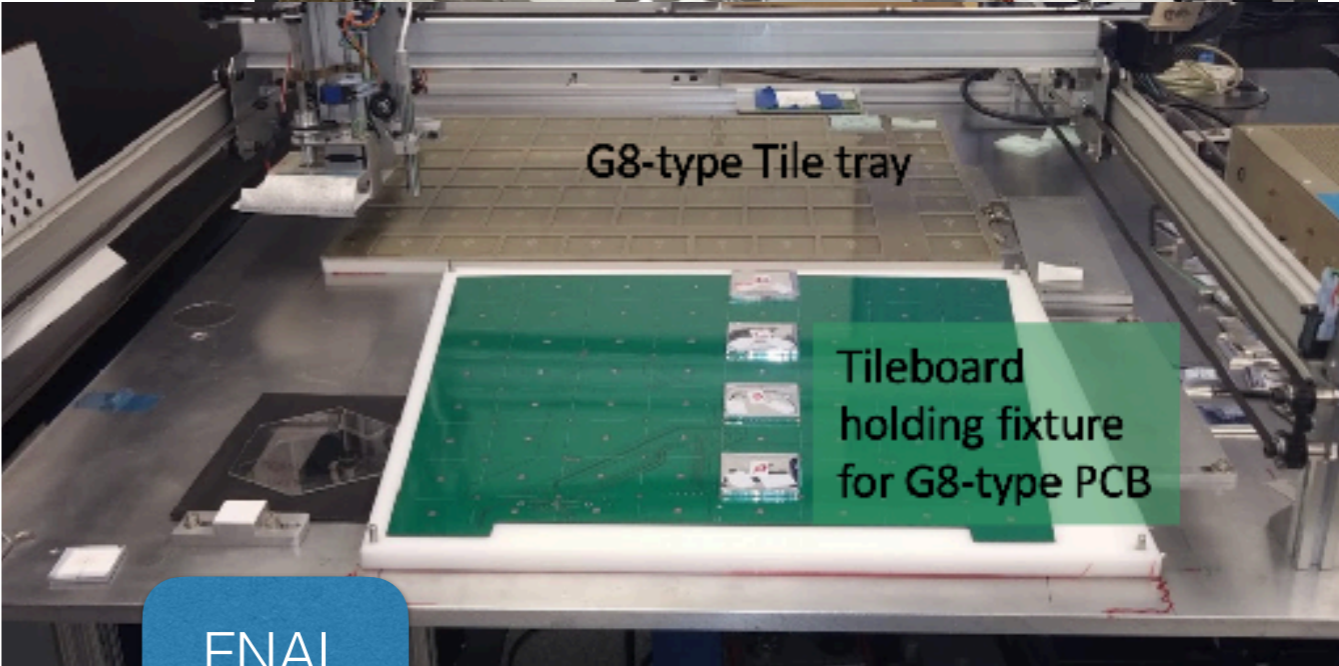 G8-type Tile tray
Tileboard
holding fixture
for G8-type PCB
FNAL